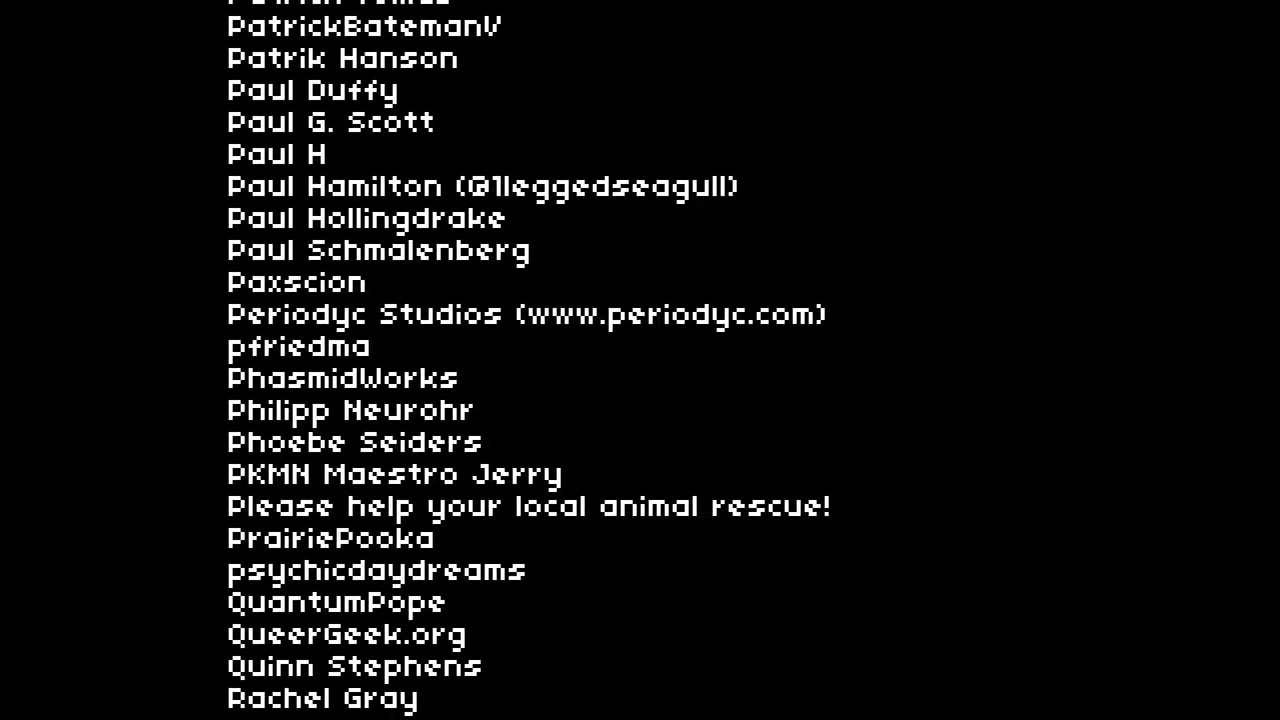 PatrickBatemanV
Patrik Hanson
Paul Duffy
Paul G. Scott
Paul H
Paul Hamilton (@1leggedseagull)
Paul Hollingdrake
Paul Schmalenberg
Paxscion
Periodyc Studios (www.periodyc.com)
pfriedma
PhasmidWorks
Philipp Neurohr
Phoebe Seiders
PKMN Maestro Jerry
Please help your local animal rescue!
PrairiePooka
psychicdaydreams
QuantumPope
QueerGeek.org
Quinn Stephens
Rachel Gray